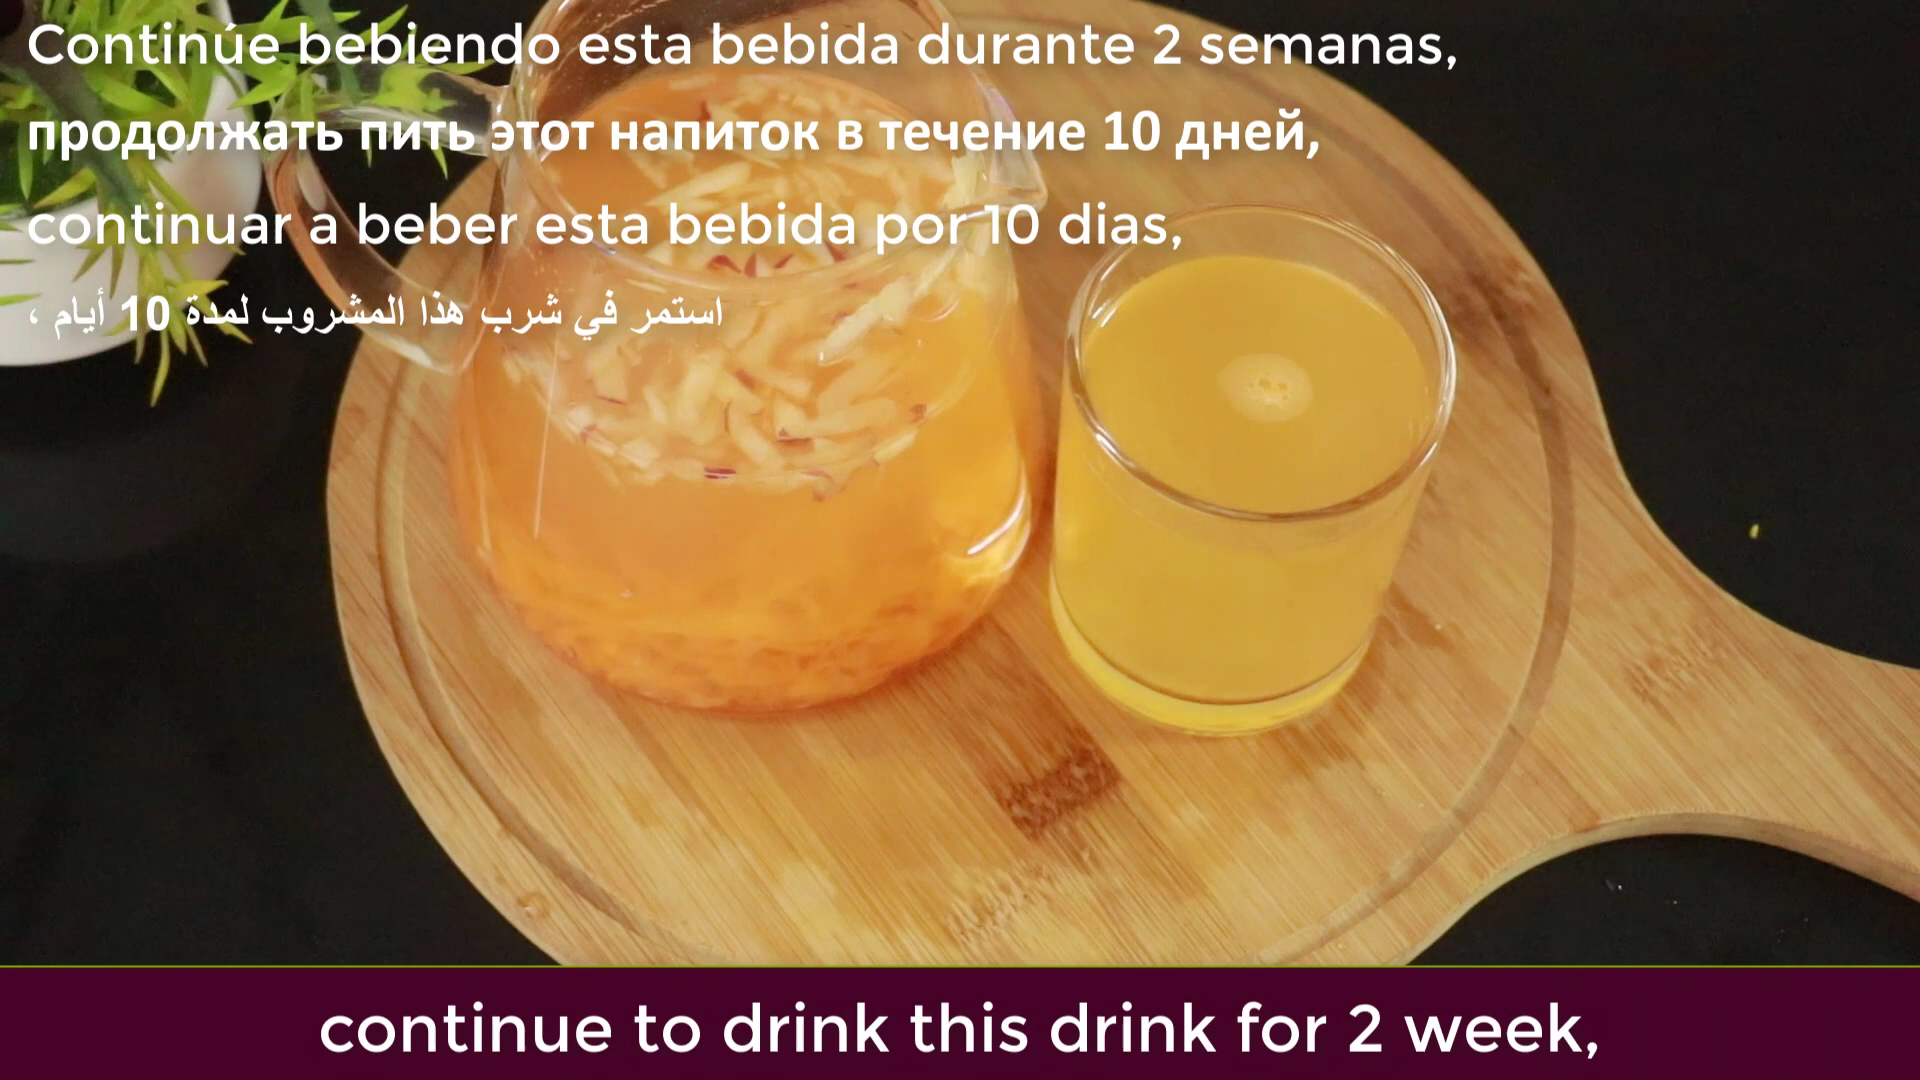 Continúe bebiendo esta bebida durante 2 semanas,
продолжать пить этот напиток в течение 10 дней,
continuar a beber esta bebida por 10 dias,
استمر في شرب هذا المشروب لمدة 10 أيام ،
continue to drink this drink for 2 week,